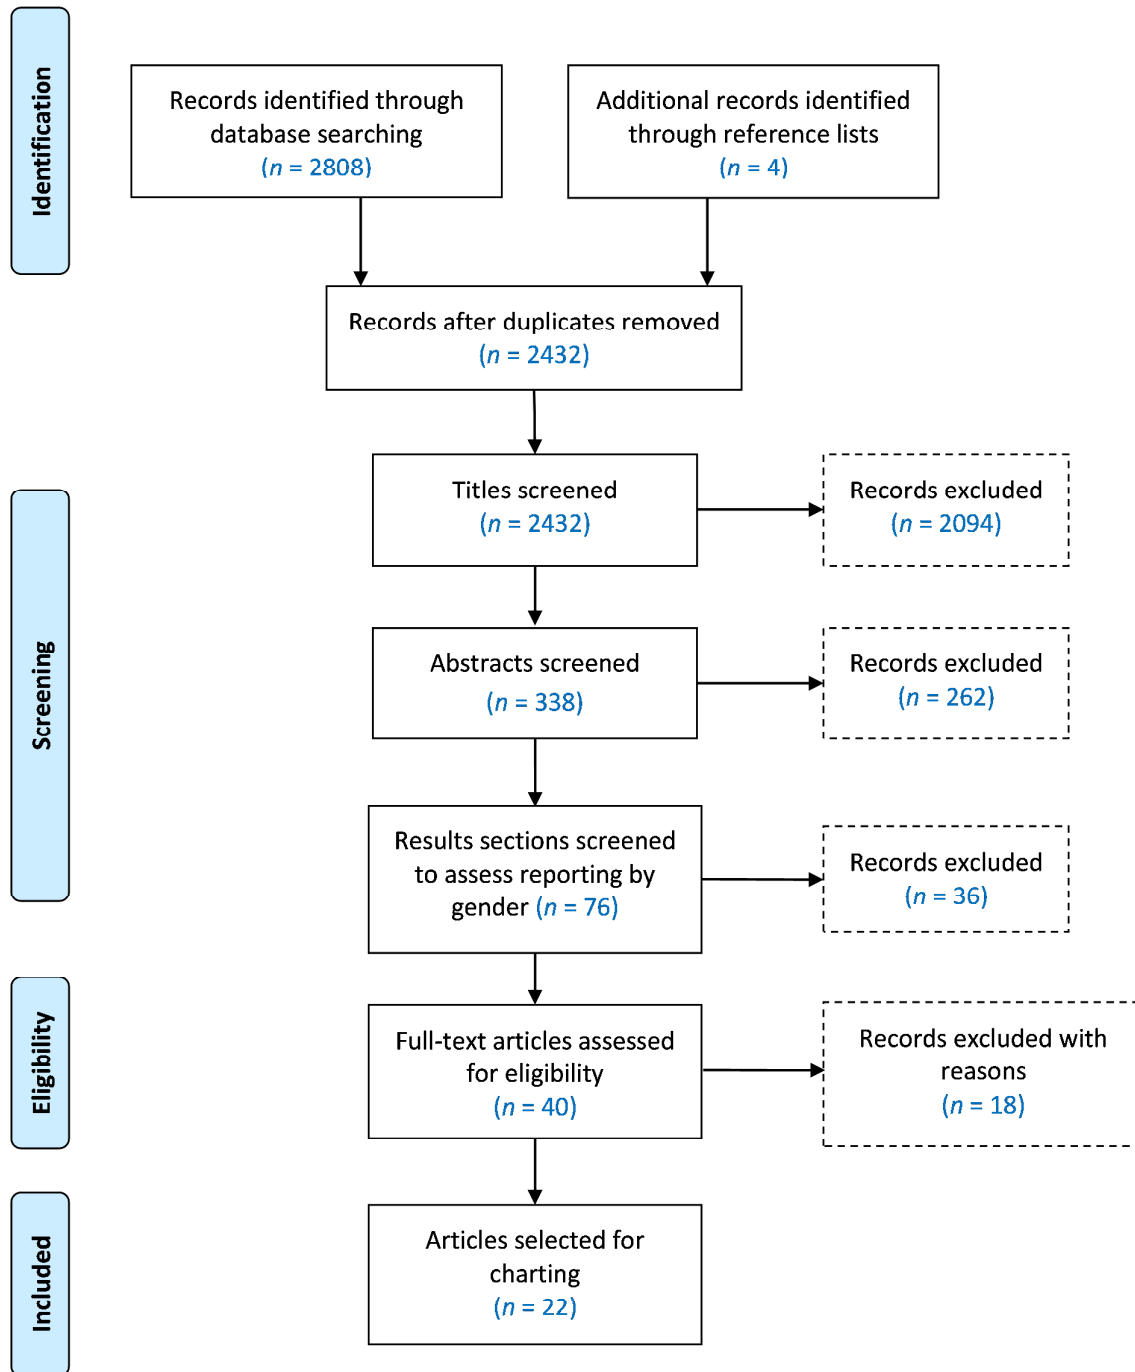 Identification
Records identified through
database searching
(n = 2808)
Additional records identified
through reference lists
(n = 4)
Records after duplicates removed
(n = 2432)
Screening
Titles screened
(n = 2432)
Records excluded
(n = 2094)
Abstracts screened
(n = 338)
Records excluded
(n = 262)
Results sections screened
to assess reporting by
gender (n = 76)
Records excluded
(n = 36)
Eligibility
Full-text articles assessed
for eligibility
(n = 40)
Records excluded with
reasons
(n = 18)
Included
Articles selected for
charting
(n = 22)